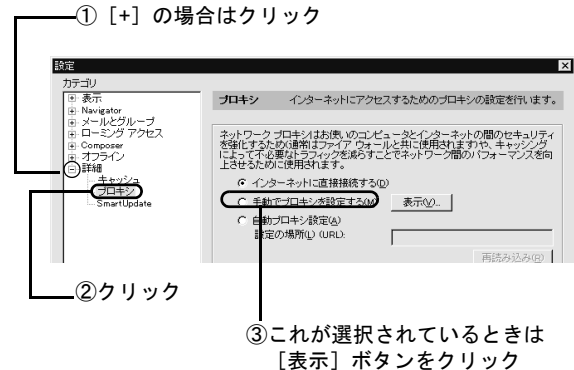 ①［+］の場合はクリック
設定
カテゴリ
表示
Navigator
メールとグループ
ローミング アクセス
Composer
オフライン
詳細
キャッシュ
プロキシ
SmartUpdate
プロキシ インターネットにアクセスするためのプロキシの設定を行います。
ネットワーク プロキシはお使いのコンピュータとインターネットの間のセキュリティ
を強化するため(通常はファイア ウォールと共に使用されます)や、キャッシング
によって不必要なトラフィックを減らすことでネットワーク間のパフォーマンスを向
上させるために使用されます。
インターネットに直接接続する(D)
手動でプロキシを設定する(M) 表示(V)...
自動プロキシ設定(A)
設定の場所(L) (URL):
再読み込み(R)
②クリック
③これが選択されているときは
［表示］ボタンをクリック